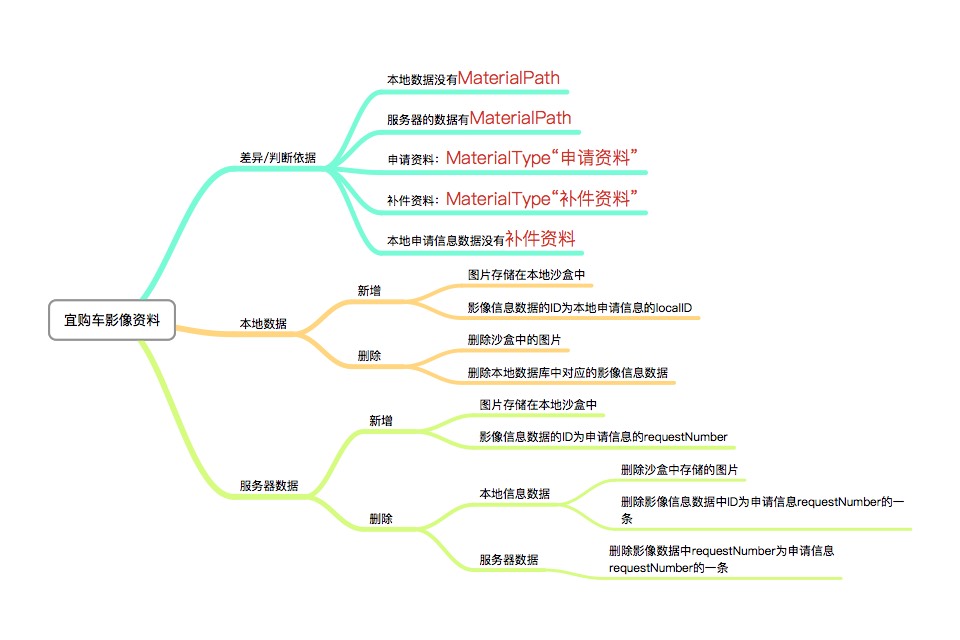 宜购车影像资料
差异/判断依据
本地数据没有MaterialPath
服务器的数据有MaterialPath
申请资料：MaterialType“申请资料”
补件资料：MaterialType“补件资料”
本地申请信息数据没有补件资料
本地数据
新增
图片存储在本地沙盒中
影像信息数据的ID为本地申请信息的localID
删除
删除沙盒中的图片
删除本地数据库中对应的影像信息数据
服务器数据
新增
图片存储在本地沙盒中
影像信息数据的ID为申请信息的requestNumber
删除
本地信息数据
删除沙盒中存储的图片
删除影像信息数据中ID为申请信息requestNumber的一
条
服务器数据
删除影像数据中requestNumber为申请信息
requestNumber的一条